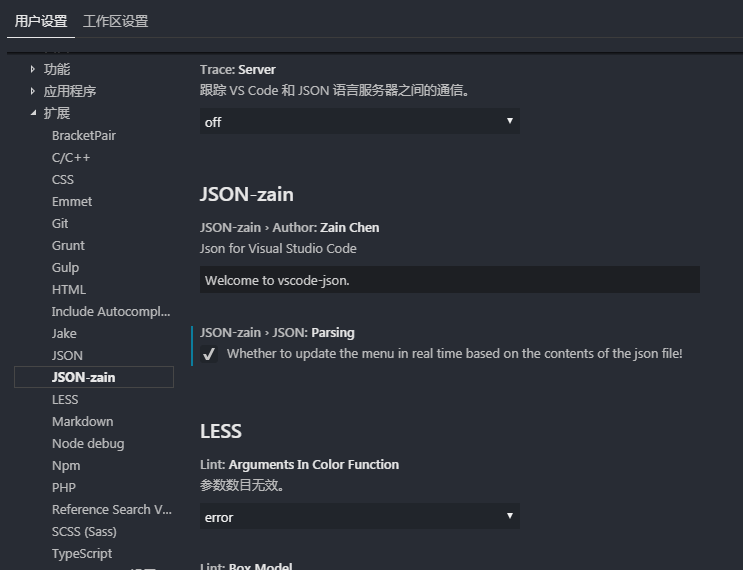 用户设置 工作区设置
功能
应用程序
扩展
BracketPair
C/C++
CSS
Emmet
Git
Grunt
Gulp
HTML
Include Autocompl...
Jake
JSON
JSON-zain
LESS
Markdown
Node debug
Npm
PHP
Reference Search V...
SCSS (Sass)
TypeScript
Trace: Server
跟踪 VS Code 和 JSON 语言服务器之间的通信。
off
JSON-zain
JSON-zain › Author: Zain Chen
Json for Visual Studio Code
Welcome to vscode-json.
JSON-zain › JSON: Parsing
Whether to update the menu in real time based on the contents of the json file!
LESS
Lint: Arguments In Color Function
参数数目无效。
error
Lint: Box Model